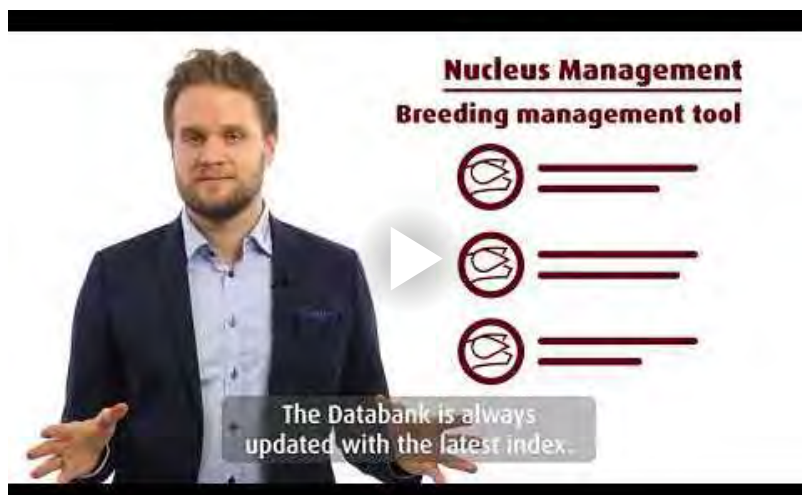 Nucleus Management
Breeding management tool
The Databank is always
updated with the latest index.